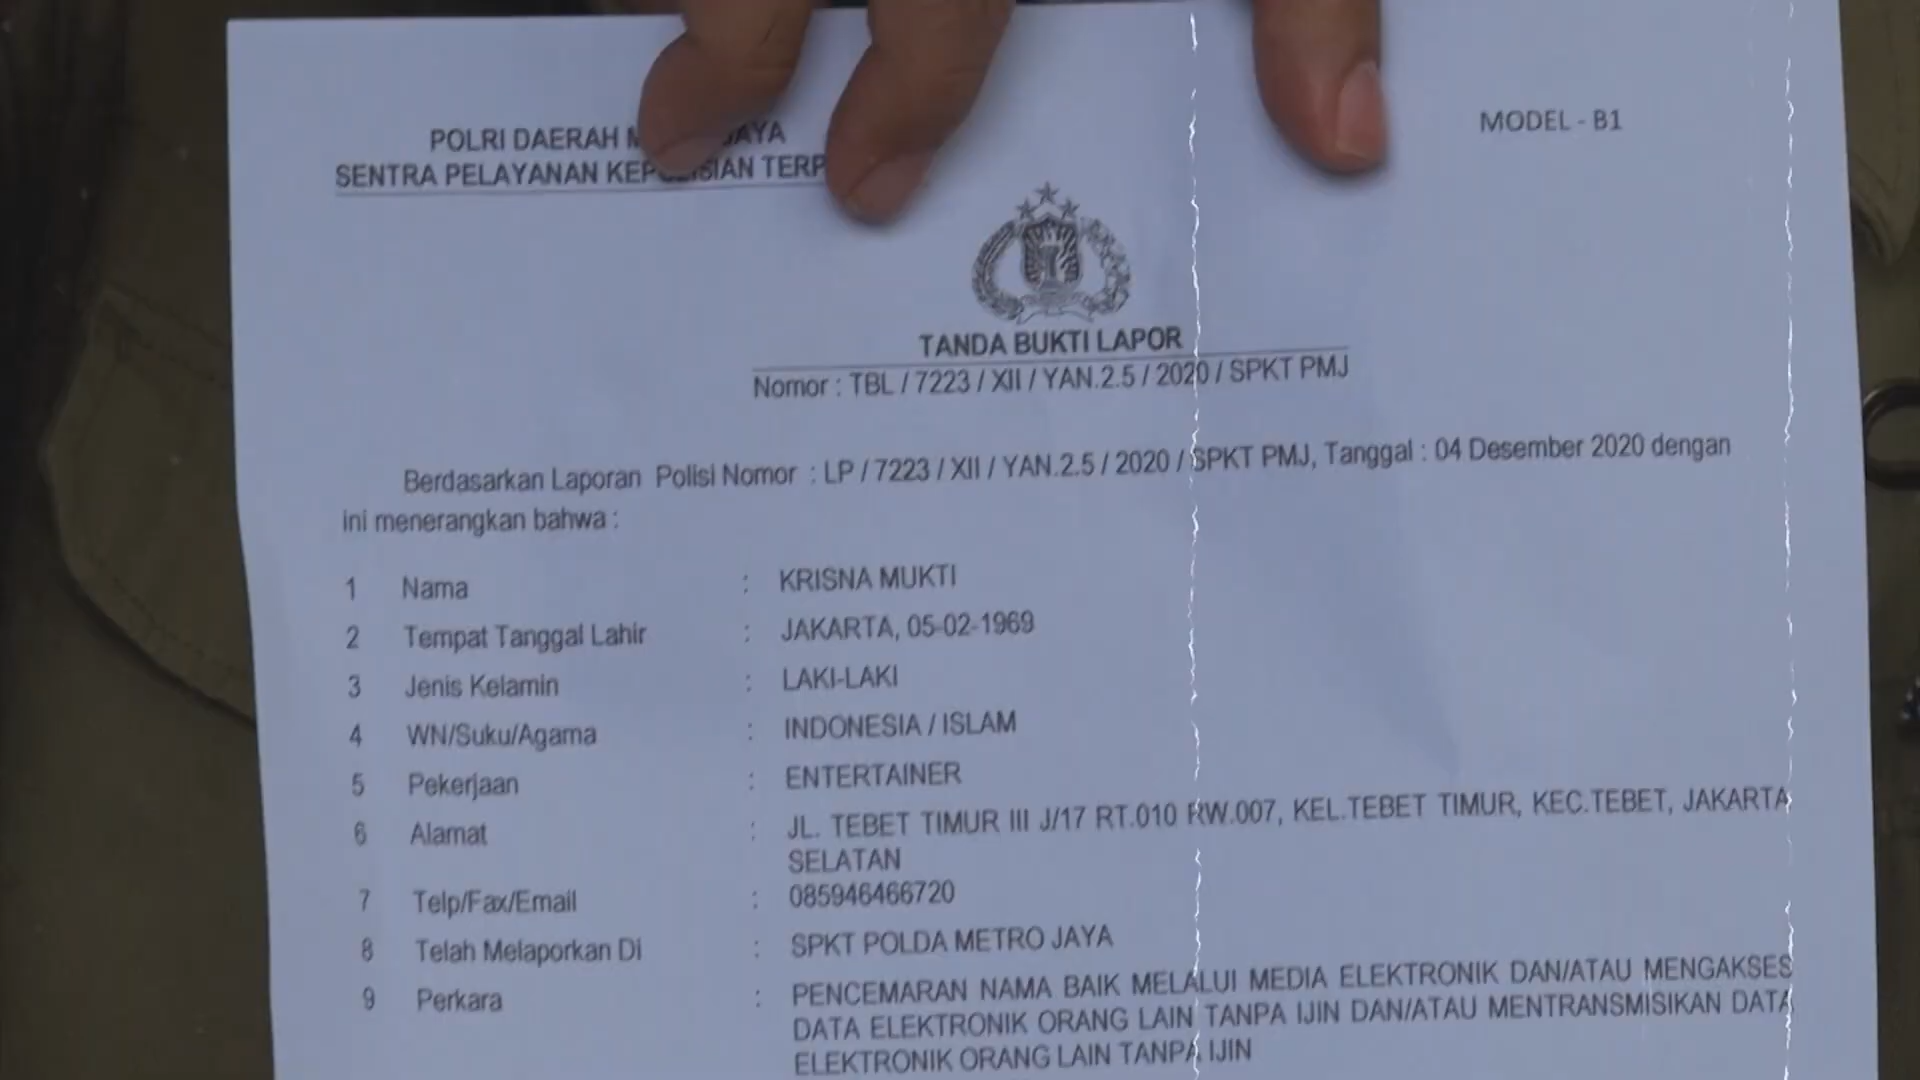 POLRI DAERAH JAYA
SENTRA PELAYANAN KEPOLISIAN
MODEL - B1
TANDA BUKTI LAPOR
Nomor : TBL / 7223 / XII / YAN.2.5 / 2020 / SPKT PMJ
Berdasarkan Laporan Polisi Nomor : LP / 7223 / XII / YAN.2.5 / 2020 / SPKT PMJ, Tanggal : 04 Desember 2020 dengan
ini menerangkan bahwa :
1 Nama : KRISNA MUKTI
2 Tempat Tanggal Lahir : JAKARTA, 05-02-1969
3 Jenis Kelamin : LAKI-LAKI
4 WN/Suku/Agama : INDONESIA / ISLAM
5 Pekerjaan : ENTERTAINER
6 Alamat : JL. TEBET TIMUR III J/17 RT.010 RW.007, KEL.TEBET TIMUR, KEC.TEBET, JAKARTA
SELATAN
7 Telp/Fax/Email : 085946466720
8 Telah Melaporkan Di : SPKT POLDA METRO JAYA
9 Perkara : PENCEMARAN NAMA BAIK MELALUI MEDIA ELEKTRONIK DAN/ATAU MENGAKSES
DATA ELEKTRONIK ORANG LAIN TANPA IJIN DAN/ATAU MENTRANSMISIKAN DATA
ELEKTRONIK ORANG LAIN TANPA IJIN